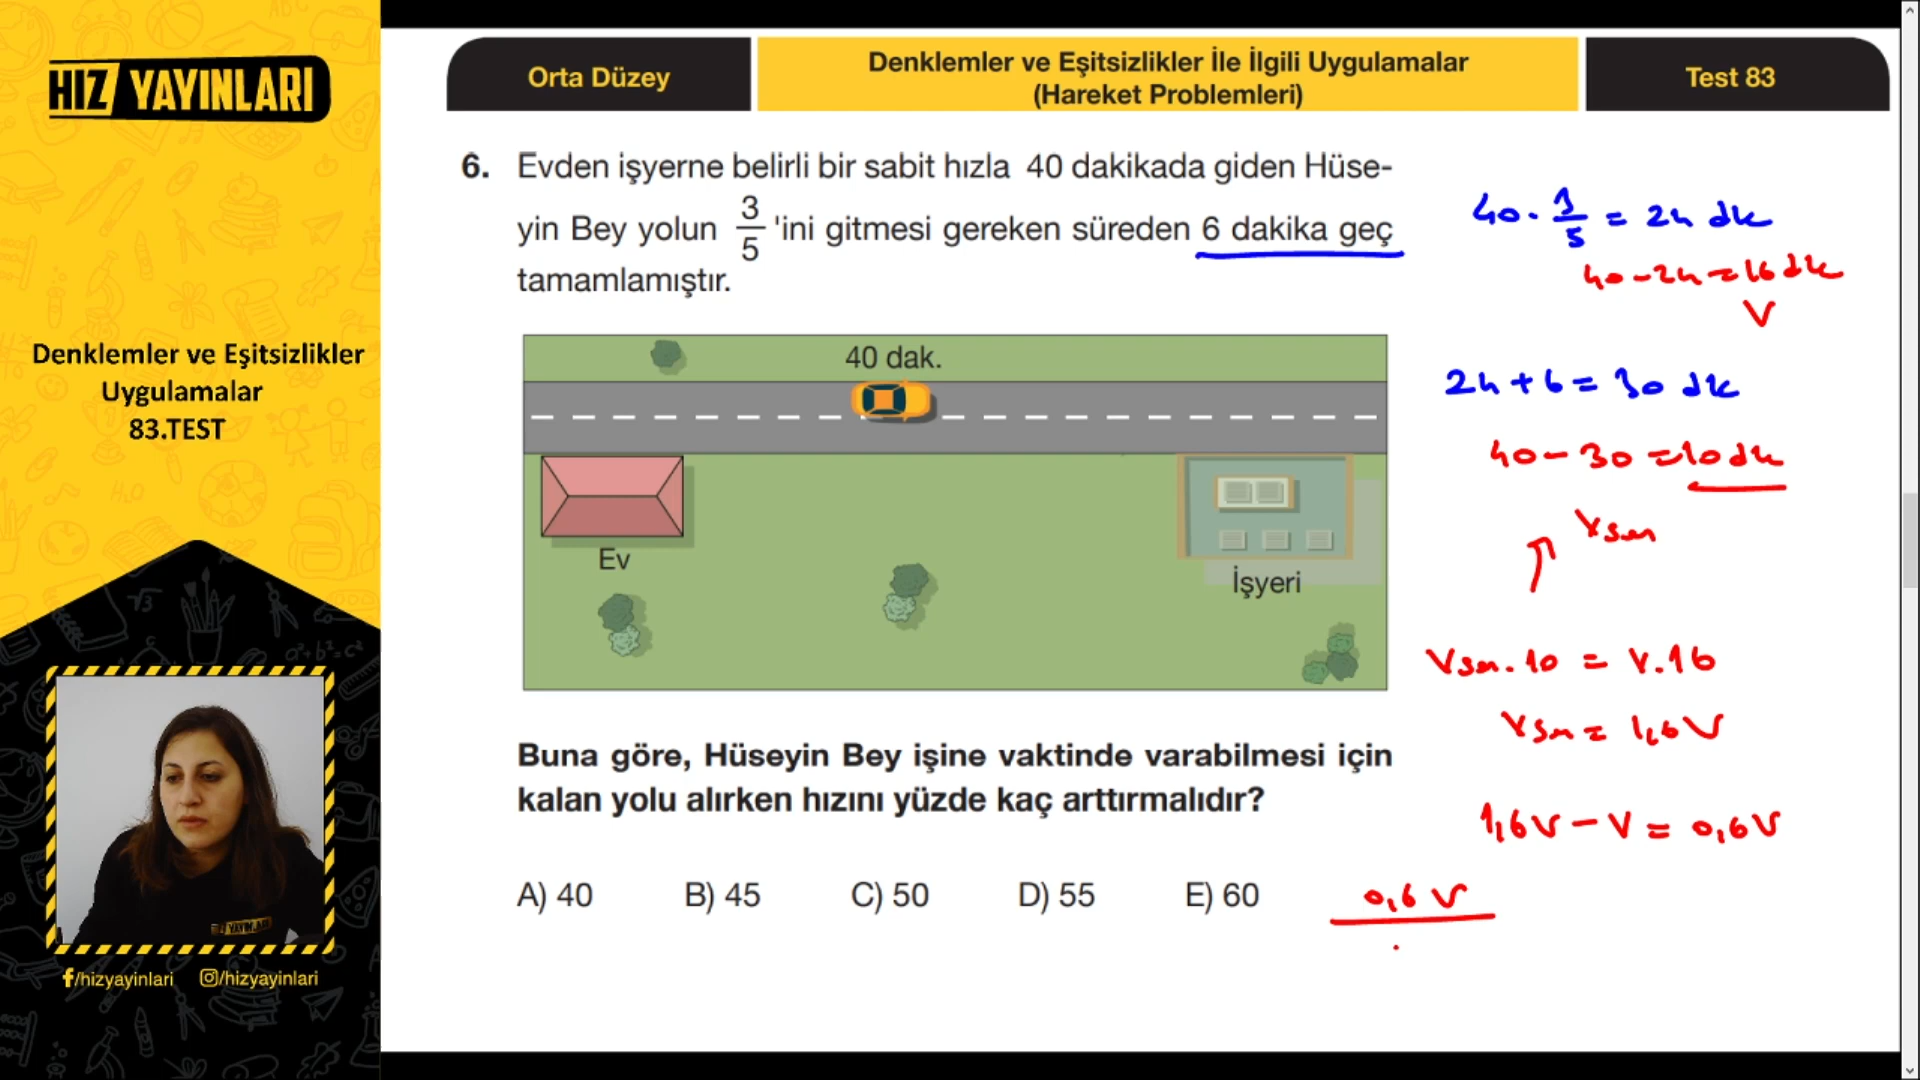 HIZ YAYINLARI
Denklemler ve Eşitsizlikler
Uygulamalar
83.TEST
/hizyayinlari /hizyayinlari
Orta Düzey
Denklemler ve Eşitsizlikler İle İlgili Uygulamalar
(Hareket Problemleri)
Test 83
6. Evden işyerne belirli bir sabit hızla 40 dakikada giden Hüse-
yin Bey yolun 3/5 'ini gitmesi gereken süreden 6 dakika geç
tamamlamıştır.
40 dak.
Ev
İşyeri
Buna göre, Hüseyin Bey işine vaktinde varabilmesi için
kalan yolu alırken hızını yüzde kaç arttırmalıdır?
A) 40 B) 45 C) 50 D) 55 E) 60
40 . 3/5 = 24 dk
40 - 24 = 16 dk
V
24 + 6 = 30 dk
40 - 30 = 10 dk
Vson
Vson . 10 = V . 16
Vson = 1,6 V
1,6V - V = 0,6V
0,6 V